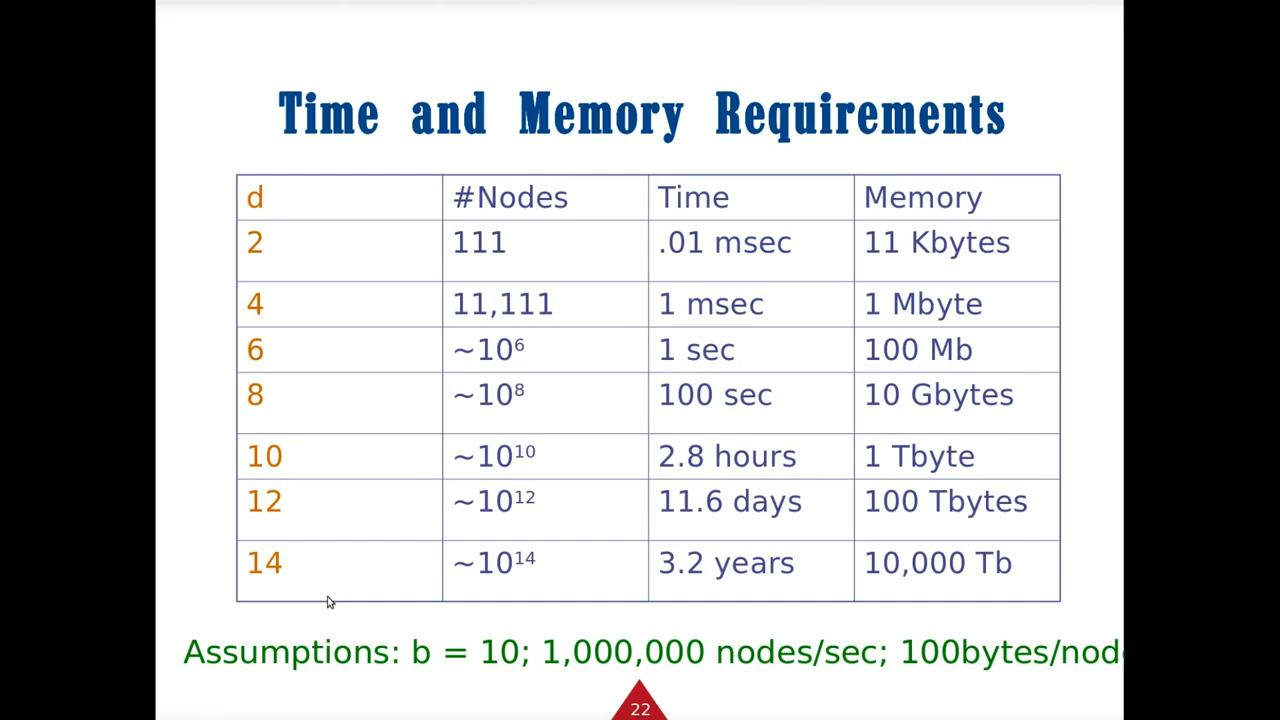 Time and Memory Requirements
d #Nodes Time Memory
2 111 .01 msec 11 Kbytes
4 11,111 1 msec 1 Mbyte
6 ~10⁶ 1 sec 100 Mb
8 ~10⁸ 100 sec 10 Gbytes
10 ~10¹⁰ 2.8 hours 1 Tbyte
12 ~10¹² 11.6 days 100 Tbytes
14 ~10¹⁴ 3.2 years 10,000 Tb
Assumptions: b = 10; 1,000,000 nodes/sec; 100bytes/nod
22